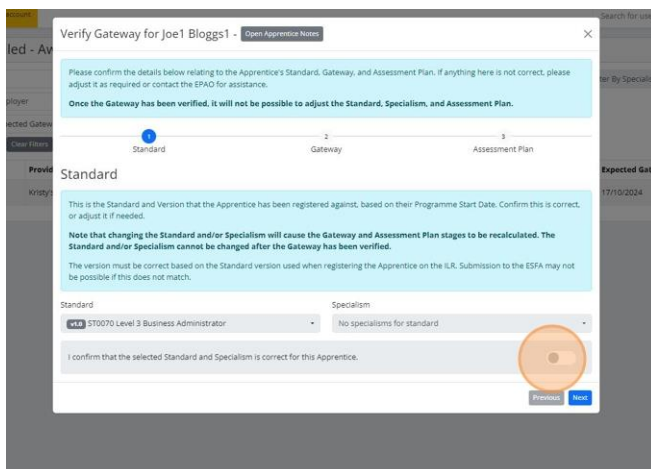 Account
Search for use
led - Aw
Verify Gateway for Joe1 Bloggs1 - Open Apprentice Notes
Please confirm the details below relating to the Apprentice's Standard, Gateway, and Assessment Plan. If anything here is not correct, please
adjust it as required or contact the EPAO for assistance.
ter By Speciali
Once the Gateway has been verified, it will not be possible to adjust the Standard, Specialism, and Assessment Plan.
ployer
ected Gatew
1 2 3
Clear Filters
Standard Gateway Assessment Plan
Provid
Expected Gat
Standard
Kristy's
17/10/2024
This is the Standard and Version that the Apprentice has been registered against, based on their Programme Start Date. Confirm this is correct,
or adjust it if needed.
Note that changing the Standard and/or Specialism will cause the Gateway and Assessment Plan stages to be recalculated. The
Standard and/or Specialism cannot be changed after the Gateway has been verified.
The version must be correct based on the Standard version used when registering the Apprentice on the ILR. Submission to the ESFA may not
be possible if this does not match.
Standard Specialism
v1.0 ST0070 Level 3 Business Administrator No specialisms for standard
I confirm that the selected Standard and Specialism is correct for this Apprentice.
Previous Next